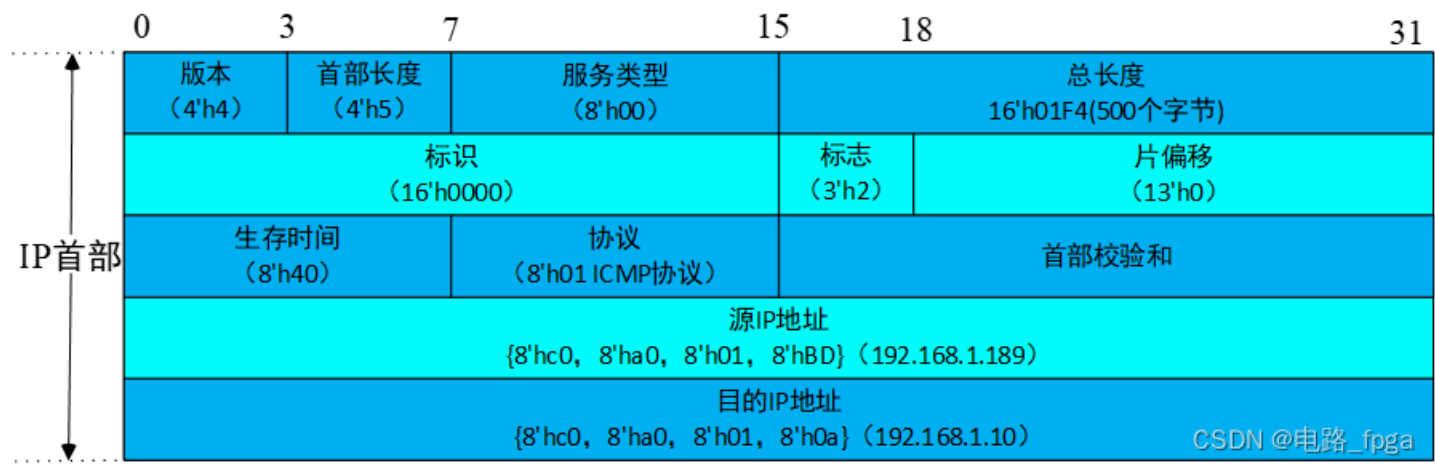 0 3 7 15 18 31
版本 首部长度 服务类型 总长度
（4'h4） （4'h5） （8'h00） 16'h01F4(500个字节)
标识 标志 片偏移
（16'h0000） （3'h2） （13'h0）
IP首部
生存时间 协议 首部校验和
（8'h40） （8'h01 ICMP协议）
源IP地址
{8'hc0，8'ha0，8'h01，8'hBD}（192.168.1.189）
目的IP地址
{8'hc0，8'ha0，8'h01，8'h0a}（192.168.1.10）
CSDN @电路_fpga